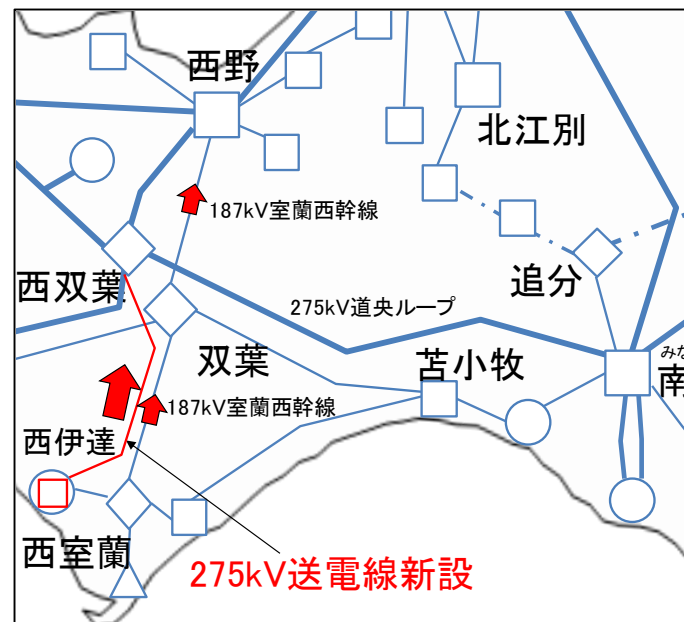 西野
北江別
187kV室蘭西幹線
追分
西双葉
275kV道央ループ
双葉
苫小牧
みな
南
187kV室蘭西幹線
西伊達
西室蘭
275kV送電線新設